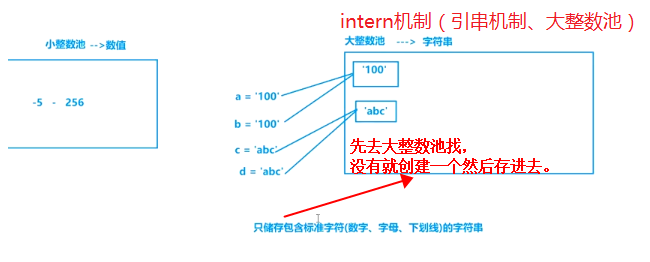 intern机制（引串机制、大整数池）
小整数池 -->数值
大整数池 ---> 字符串
-5 - 256
'100'
a = '100'
b = '100'
'abc'
c = 'abc'
d = 'abc'
先去大整数池找，
没有就创建一个然后存进去。
只储存包含标准字符(数字、字母、下划线)的字符串